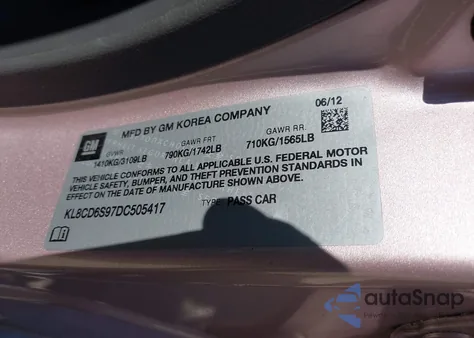 MFD BY GM KOREA COMPANY
06/12
GM
GVWR GAWR FRT GAWR RR.
1410KG/3109LB 790KG/1742LB 710KG/1565LB
THIS VEHICLE CONFORMS TO ALL APPLICABLE U.S. FEDERAL MOTOR
VEHICLE SAFETY, BUMPER, AND THEFT PREVENTION STANDARDS IN
EFFECT ON THE DATE OF MANUFACTURE SHOWN ABOVE.
KL8CD6S97DC505417 TYPE: PASS CAR
autoSnap